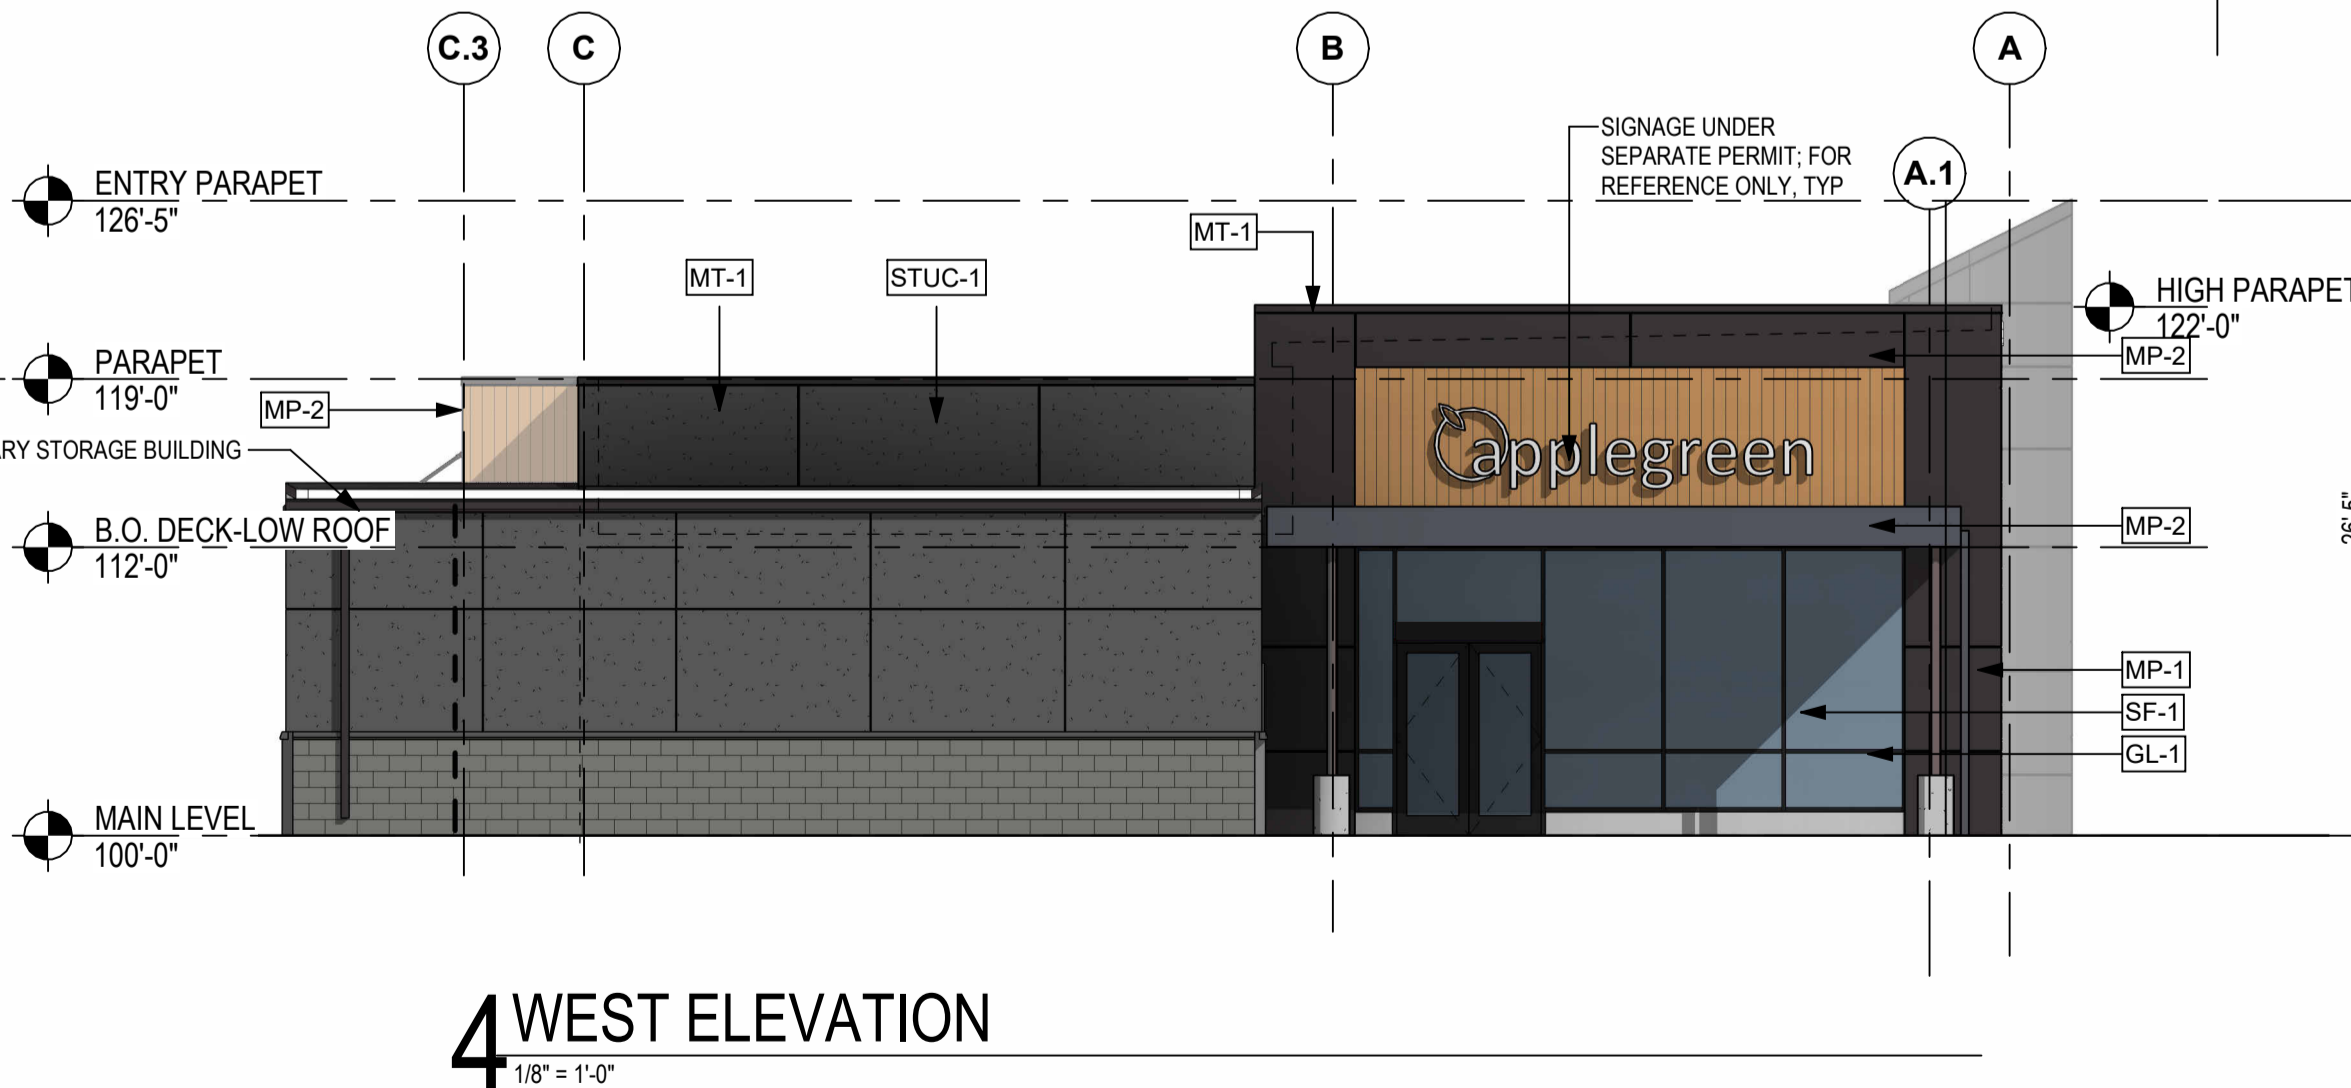 C.3
C
B
A
SIGNAGE UNDER
SEPARATE PERMIT; FOR
REFERENCE ONLY, TYP
A.1
ENTRY PARAPET
126'-5"
MT-1
MT-1
STUC-1
HIGH PARAPET
122'-0"
PARAPET
119'-0"
MP-2
MP-2
applegreen
STORAGE BUILDING
B.O. DECK-LOW ROOF
112'-0"
MP-2
26'-5"
MP-1
SF-1
GL-1
MAIN LEVEL
100'-0"
4 WEST ELEVATION
1/8" = 1'-0"